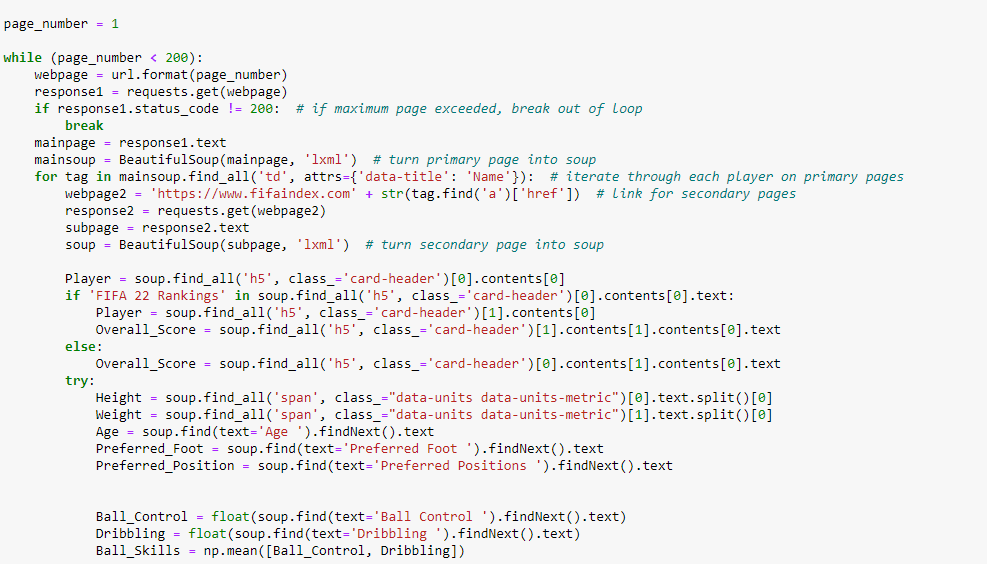 page_number = 1
while (page_number < 200):
    webpage = url.format(page_number)
    response1 = requests.get(webpage)
    if response1.status_code != 200:  # if maximum page exceeded, break out of loop
        break
    mainpage = response1.text
    mainsoup = BeautifulSoup(mainpage, 'lxml')  # turn primary page into soup
    for tag in mainsoup.find_all('td', attrs={'data-title': 'Name'}):  # iterate through each player on primary pages
        webpage2 = 'https://www.fifaindex.com' + str(tag.find('a')['href'])  # link for secondary pages
        response2 = requests.get(webpage2)
        subpage = response2.text
        soup = BeautifulSoup(subpage, 'lxml')  # turn secondary page into soup
        Player = soup.find_all('h5', class_='card-header')[0].contents[0]
        if 'FIFA 22 Rankings' in soup.find_all('h5', class_='card-header')[0].contents[0].text:
            Player = soup.find_all('h5', class_='card-header')[1].contents[0]
            Overall_Score = soup.find_all('h5', class_='card-header')[1].contents[1].contents[0].text
        else:
            Overall_Score = soup.find_all('h5', class_='card-header')[0].contents[1].contents[0].text
        try:
            Height = soup.find_all('span', class_="data-units data-units-metric")[0].text.split()[0]
            Weight = soup.find_all('span', class_="data-units data-units-metric")[1].text.split()[0]
            Age = soup.find(text='Age ').findNext().text
            Preferred_Foot = soup.find(text='Preferred Foot ').findNext().text
            Preferred_Position = soup.find(text='Preferred Positions ').findNext().text
            Ball_Control = float(soup.find(text='Ball Control ').findNext().text)
            Dribbling = float(soup.find(text='Dribbling ').findNext().text)
            Ball_Skills = np.mean([Ball_Control, Dribbling])